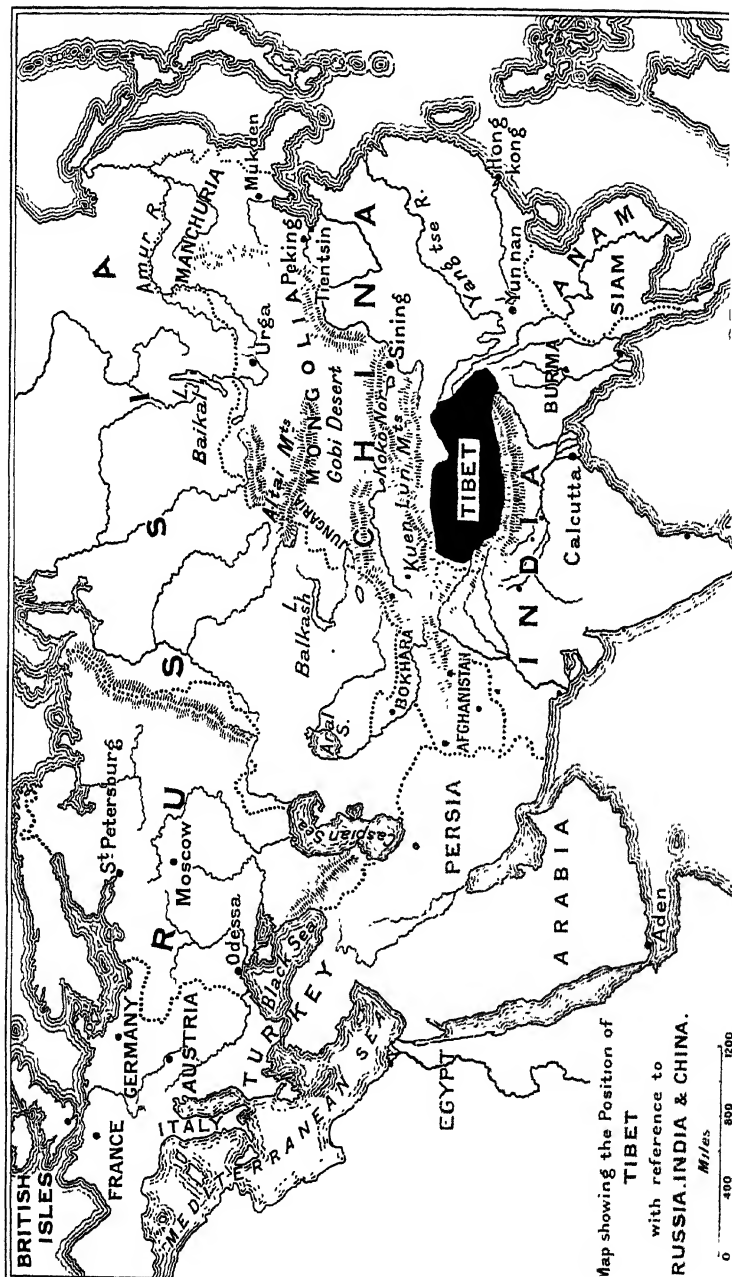 BRITISH
ISLES
FRANCE
GERMANY
AUSTRIA
ITALY
MEDITERRANEAN SEA
TURKEY
Black Sea
Odessa
Moscow
St. Petersburg
RUSSIA
Caspian Sea
Aral
S.
BOKHARA
PERSIA
AFGHANISTAN
ARABIA
Aden
EGYPT
L.
Balkash
L.
Baikal
Altai Mts
JUNGARIA
MONGOLIA
Gobi Desert
Urga
Amur R.
MANCHURIA
Mukden
Peking
Tientsin
CHINA
Koko Nor
Sining
Kuen Lun Mts
TIBET
INDIA
Calcutta
BURMA
SIAM
ANAM
Yunnan
Yang tse R.
Hong
kong
Map showing the Position of
TIBET
with reference to
RUSSIA. INDIA & CHINA.
Miles
0 400 800 1200